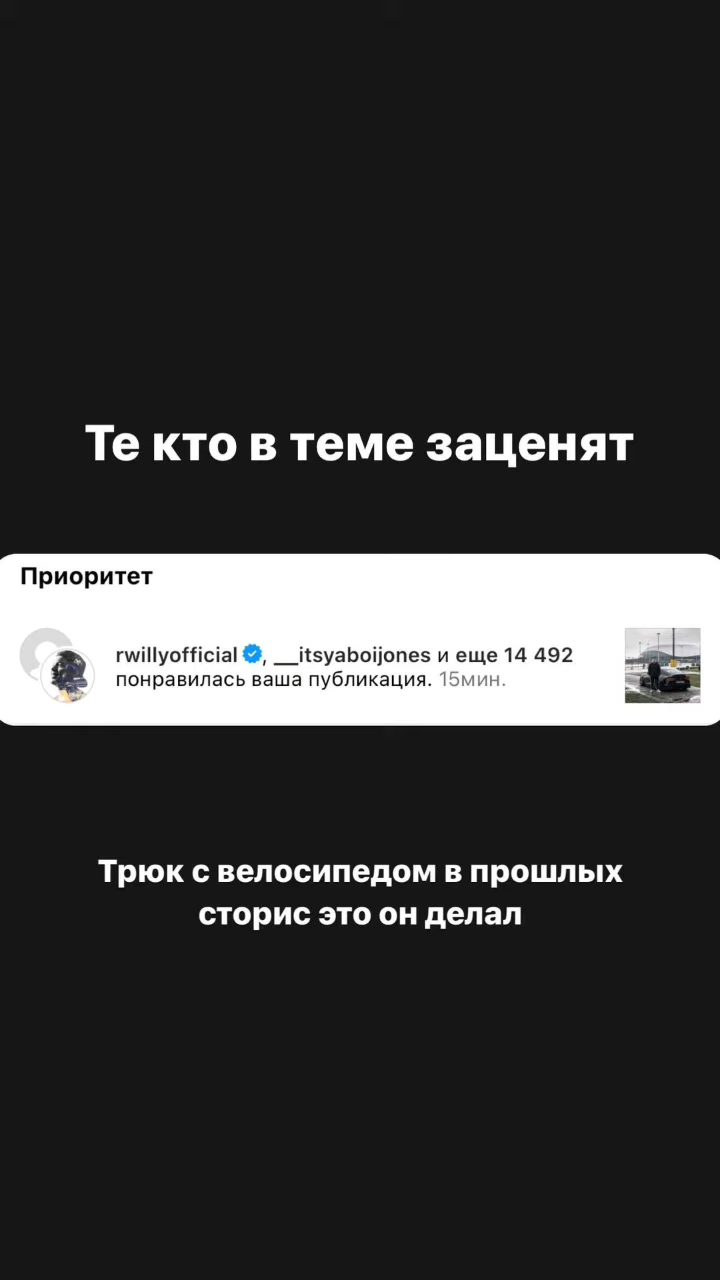 Те кто в теме заценят
Приоритет
rwillyofficial, __itsyaboijones и еще 14 492
понравилась ваша публикация. 15мин.
Трюк с велосипедом в прошлых
сторис это он делал